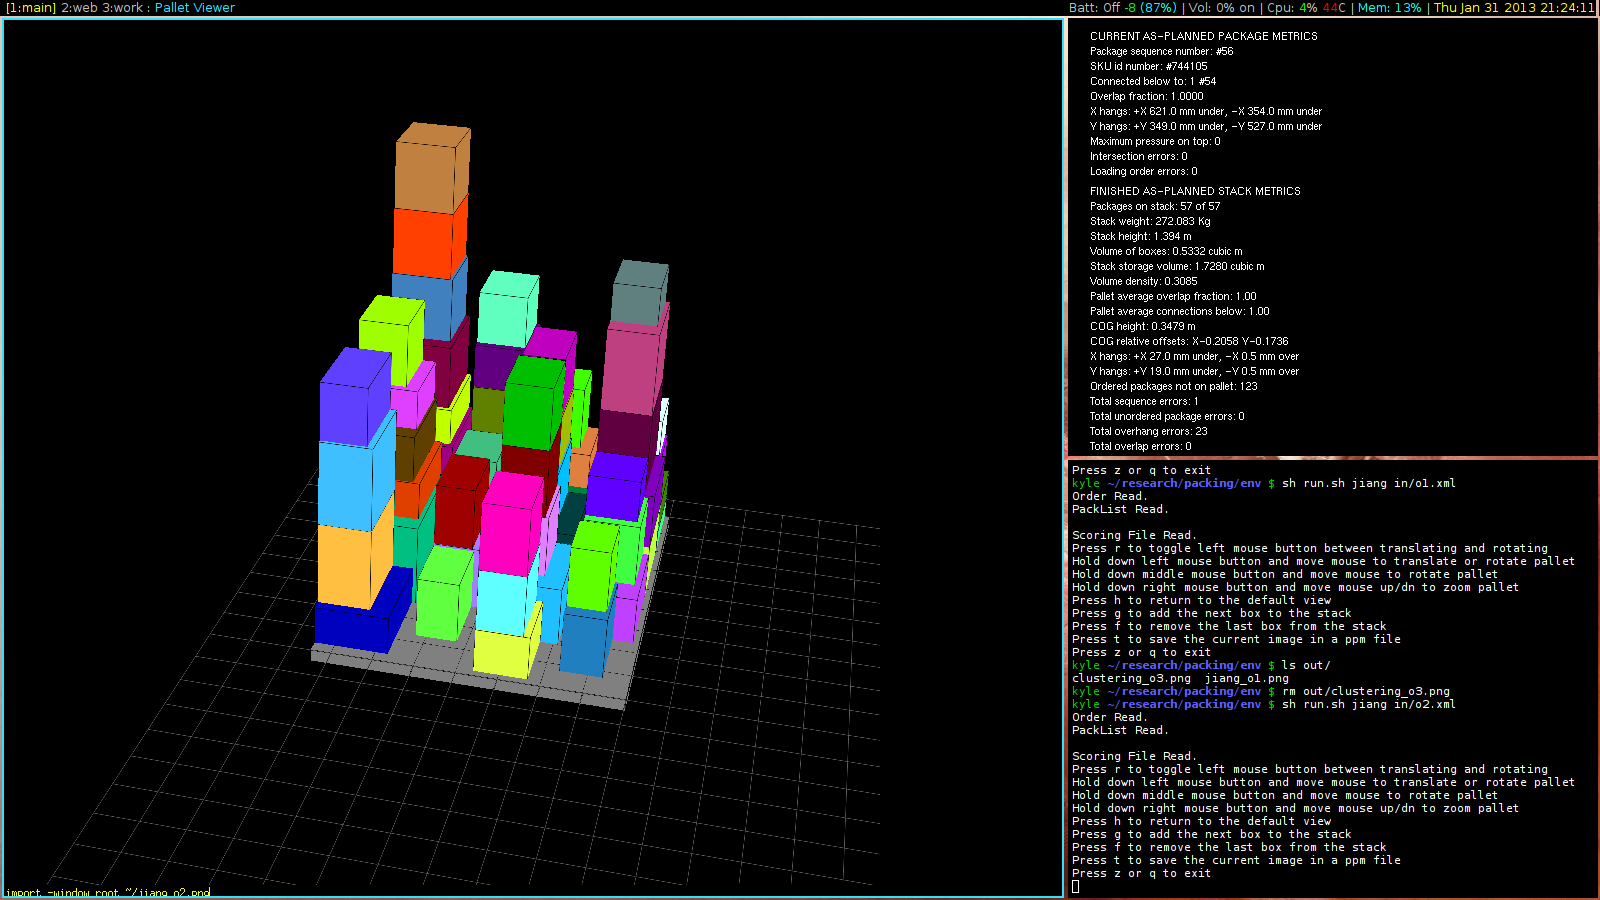 [1:main] 2:web 3:work : Pallet Viewer
Batt: Off -8 (87%) | Vol: 0% on | Cpu: 4% 44C | Mem: 13% | Thu Jan 31 2013 21:24:11
CURRENT AS-PLANNED PACKAGE METRICS
Package sequence number: #56
SKU id number: #744105
Connected below to: 1 #54
Overlap fraction: 1.0000
X hangs: +X 621.0 mm under, -X 354.0 mm under
Y hangs: +Y 349.0 mm under, -Y 527.0 mm under
Maximum pressure on top: 0
Intersection errors: 0
Loading order errors: 0
FINISHED AS-PLANNED STACK METRICS
Packages on stack: 57 of 57
Stack weight: 272.083 Kg
Stack height: 1.394 m
Volume of boxes: 0.5332 cubic m
Stack storage volume: 1.7280 cubic m
Volume density: 0.3085
Pallet average overlap fraction: 1.00
Pallet average connections below: 1.00
COG height: 0.3479 m
COG relative offsets: X-0.2058 Y-0.1736
X hangs: +X 27.0 mm under, -X 0.5 mm over
Y hangs: +Y 19.0 mm under, -Y 0.5 mm over
Ordered packages not on pallet: 123
Total sequence errors: 1
Total unordered package errors: 0
Total overhang errors: 23
Total overlap errors: 0
Press z or q to exit
kyle ~/research/packing/env $ sh run.sh jiang in/o1.xml
Order Read.
PackList Read.
Scoring File Read.
Press r to toggle left mouse button between translating and rotating
Hold down left mouse button and move mouse to translate or rotate pallet
Hold down middle mouse button and move mouse to rotate pallet
Hold down right mouse button and move mouse up/dn to zoom pallet
Press h to return to the default view
Press g to add the next box to the stack
Press f to remove the last box from the stack
Press t to save the current image in a ppm file
Press z or q to exit
kyle ~/research/packing/env $ ls out/
clustering_o3.png  jiang_o1.png
kyle ~/research/packing/env $ rm out/clustering_o3.png
kyle ~/research/packing/env $ sh run.sh jiang in/o2.xml
Order Read.
PackList Read.
Scoring File Read.
Press r to toggle left mouse button between translating and rotating
Hold down left mouse button and move mouse to translate or rotate pallet
Hold down middle mouse button and move mouse to rotate pallet
Hold down right mouse button and move mouse up/dn to zoom pallet
Press h to return to the default view
Press g to add the next box to the stack
Press f to remove the last box from the stack
Press t to save the current image in a ppm file
Press z or q to exit
import -window root ~/jiang_o2.png